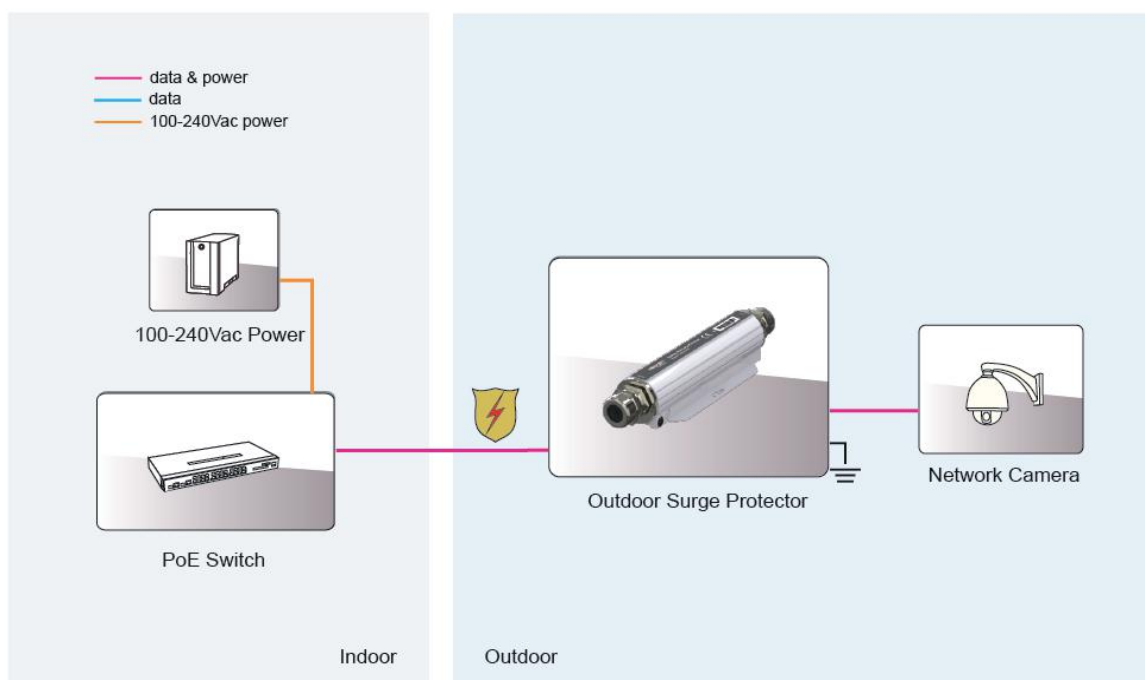 data & power
data
100-240Vac power
100-240Vac Power
PoE Switch
Outdoor Surge Protector
Network Camera
Indoor
Outdoor